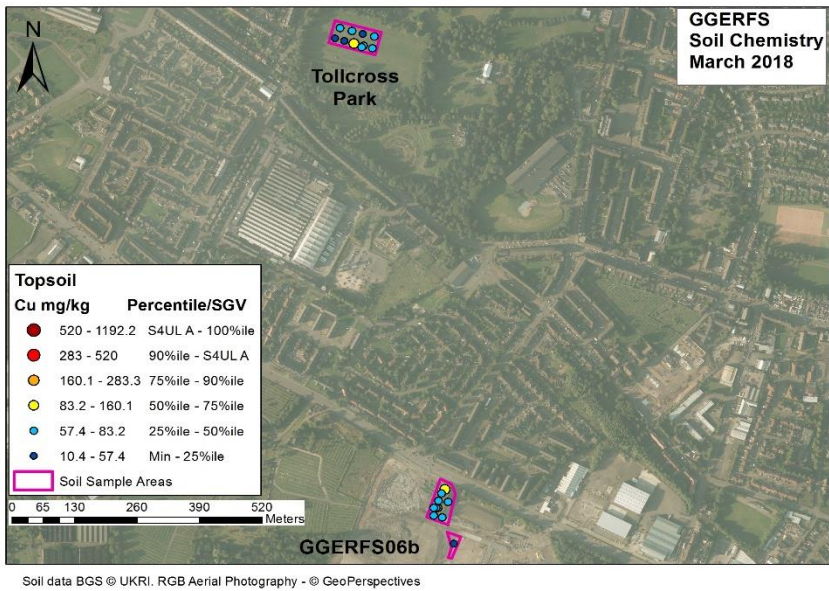 N
GGERFS
Soil Chemistry
March 2018
Tollcross
Park
Topsoil
Cu mg/kg Percentile/SGV
520 - 1192.2 S4UL A - 100%ile
283 - 520 90%ile - S4UL A
160.1 - 283.3 75%ile - 90%ile
83.2 - 160.1 50%ile - 75%ile
57.4 - 83.2 25%ile - 50%ile
10.4 - 57.4 Min - 25%ile
Soil Sample Areas
0 65 130 260 390 520
Meters
GGERFS06b
Soil data BGS © UKRI. RGB Aerial Photography - © GeoPerspectives